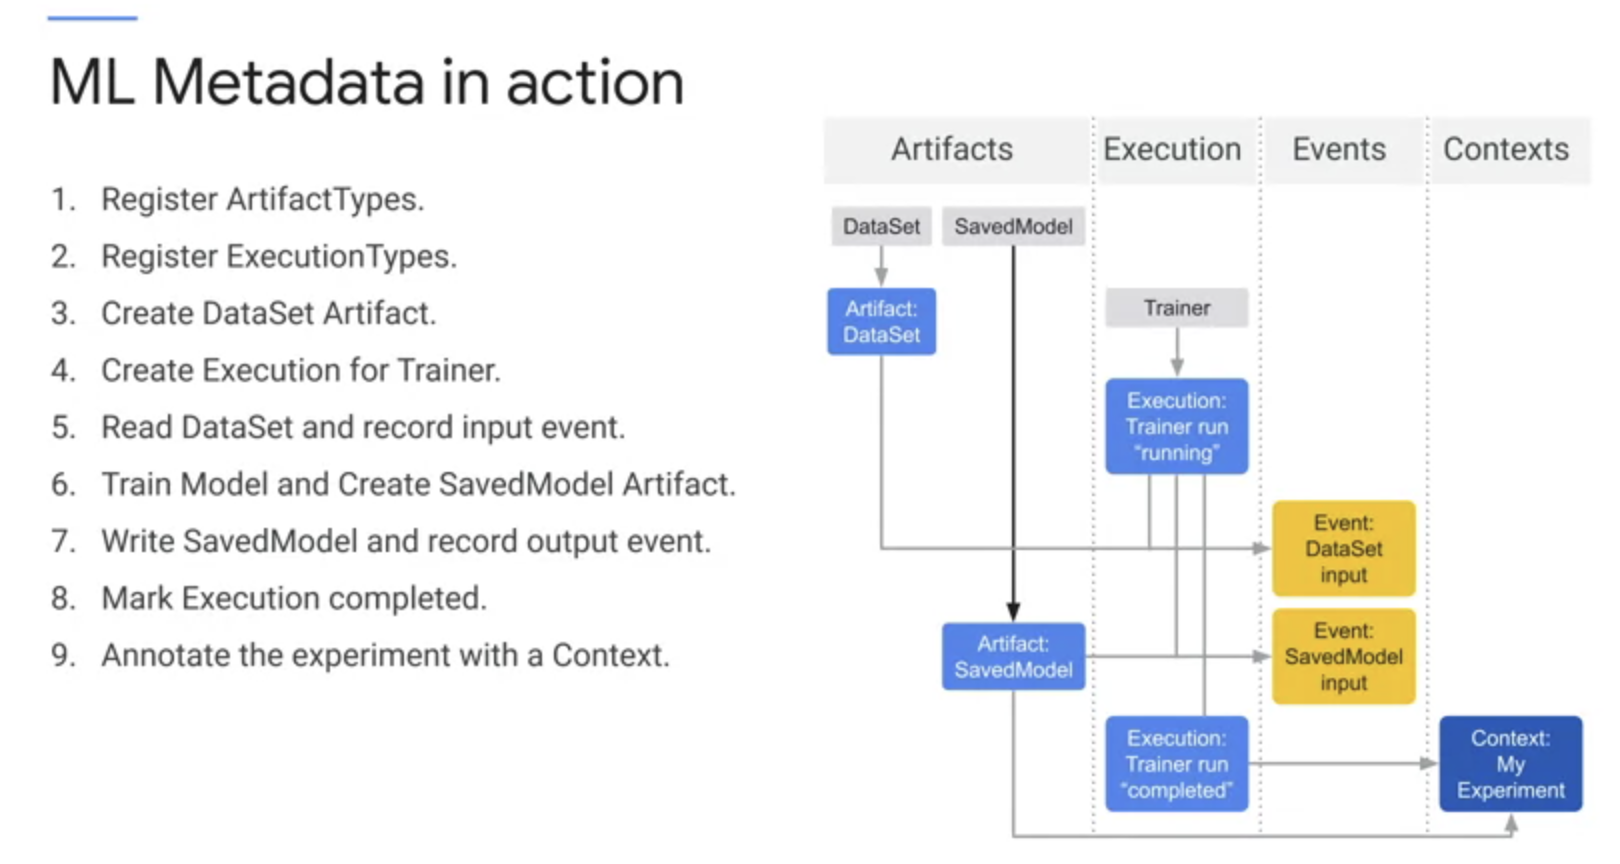 ML Metadata in action
1. Register ArtifactTypes.
2. Register ExecutionTypes.
3. Create DataSet Artifact.
4. Create Execution for Trainer.
5. Read DataSet and record input event.
6. Train Model and Create SavedModel Artifact.
7. Write SavedModel and record output event.
8. Mark Execution completed.
9. Annotate the experiment with a Context.
Artifacts Execution Events Contexts
DataSet SavedModel
Artifact:
DataSet
Trainer
Execution:
Trainer run
“running”
Event:
DataSet
input
Artifact:
SavedModel
Event:
SavedModel
input
Execution:
Trainer run
“completed”
Context:
My
Experiment